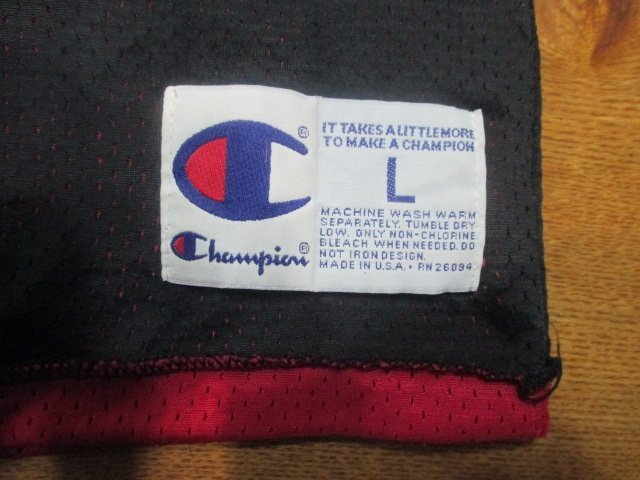 IT TAKES A LITTLE MORE
TO MAKE A CHAMPION
L
MACHINE WASH WARM
SEPARATELY. TUMBLE DRY
LOW. ONLY NON-CHLORINE
BLEACH WHEN NEEDED. DO
NOT IRON DESIGN.
MADE IN U.S.A. • RN 26094
C®
Champion®